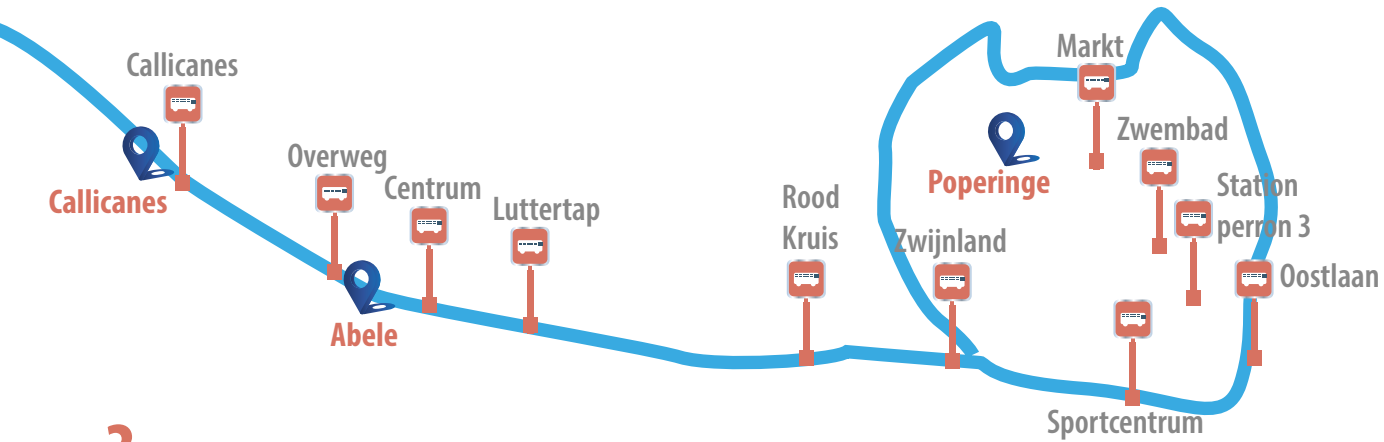 Callicanes
Callicanes
Overweg
Centrum
Luttertap
Abele
Rood
Kruis
Zwijnland
Poperinge
Markt
Zwembad
Station
perron 3
Oostlaan
Sportcentrum